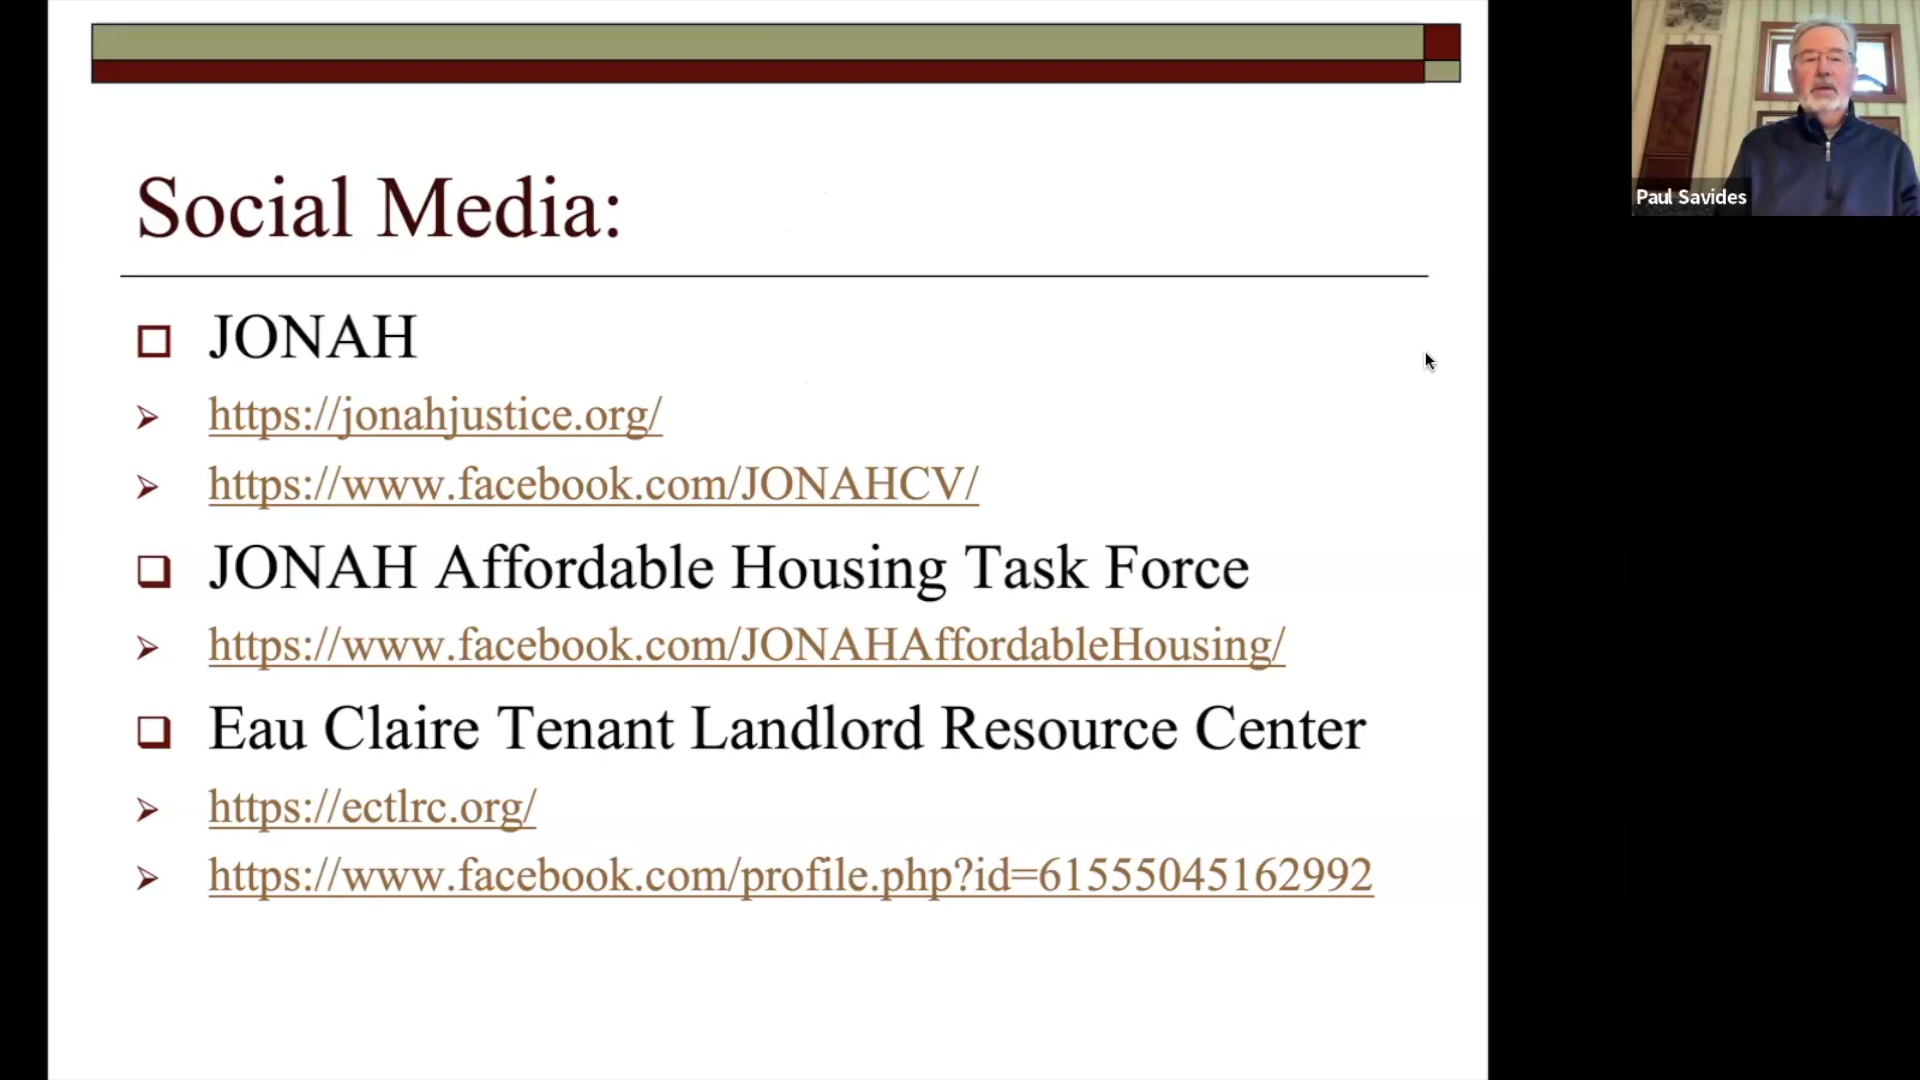 Social Media:
JONAH
https://jonahjustice.org/
https://www.facebook.com/JONAHCV/
JONAH Affordable Housing Task Force
https://www.facebook.com/JONAHAffordableHousing/
Eau Claire Tenant Landlord Resource Center
https://ectlrc.org/
https://www.facebook.com/profile.php?id=61555045162992
Paul Savides